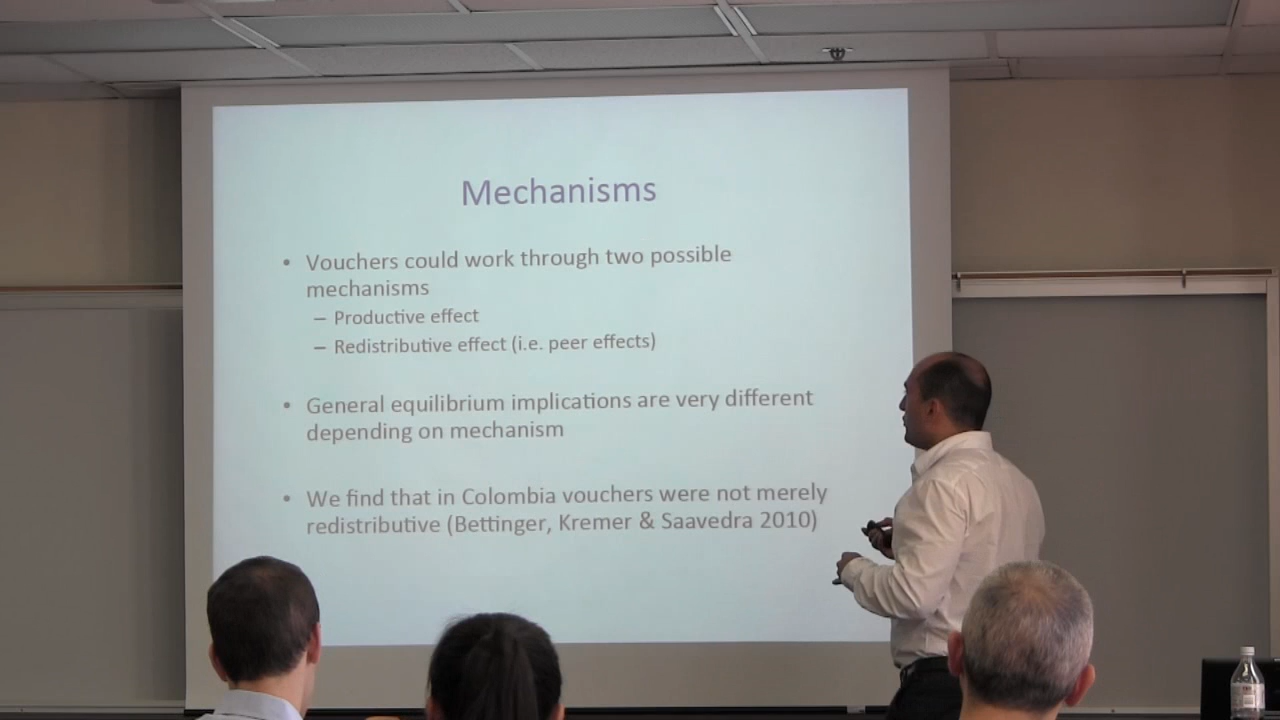 Mechanisms
• Vouchers could work through two possible
mechanisms
– Productive effect
– Redistributive effect (i.e. peer effects)
• General equilibrium implications are very different
depending on mechanism
• We find that in Colombia vouchers were not merely
redistributive (Bettinger, Kremer & Saavedra 2010)